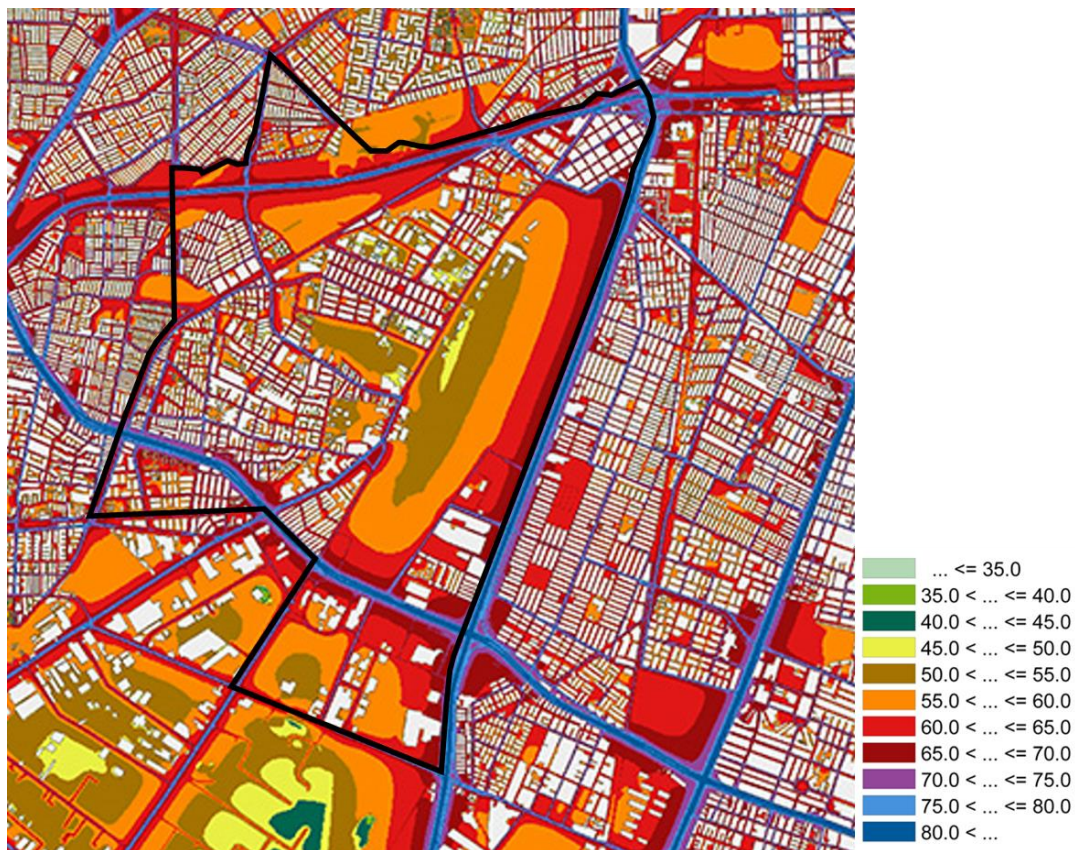 ... <= 35.0
35.0 < ... <= 40.0
40.0 < ... <= 45.0
45.0 < ... <= 50.0
50.0 < ... <= 55.0
55.0 < ... <= 60.0
60.0 < ... <= 65.0
65.0 < ... <= 70.0
70.0 < ... <= 75.0
75.0 < ... <= 80.0
80.0 < ...